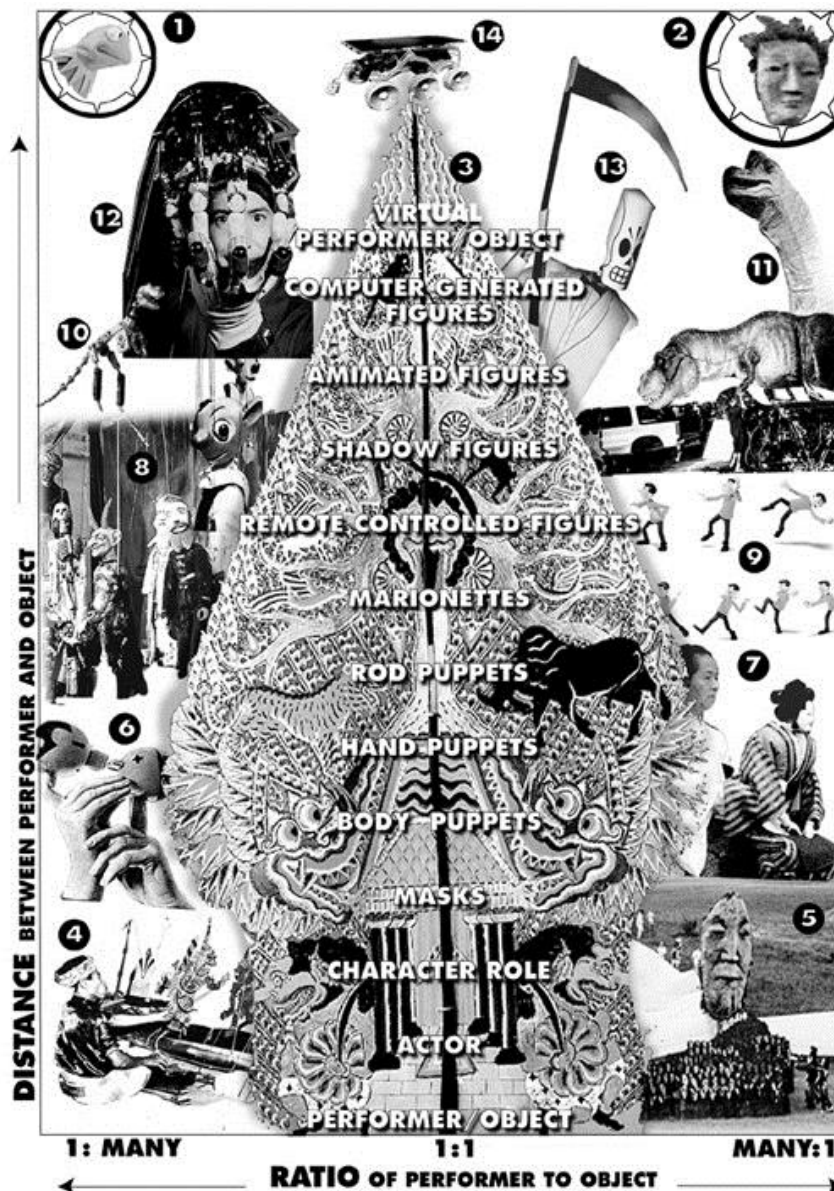 1
14
2
3
13
12
VIRTUAL
PERFORMER/OBJECT
11
COMPUTER GENERATED
FIGURES
10
AMIMATED FIGURES
8
SHADOW FIGURES
REMOTE CONTROLLED FIGURES
9
MARIONETTES
ROD PUPPETS
7
6
HAND PUPPETS
BODY PUPPETS
MASKS
4
5
CHARACTER ROLE
ACTOR
PERFORMER/OBJECT
DISTANCE BETWEEN PERFORMER AND OBJECT
1: MANY
1:1
MANY:1
RATIO OF PERFORMER TO OBJECT